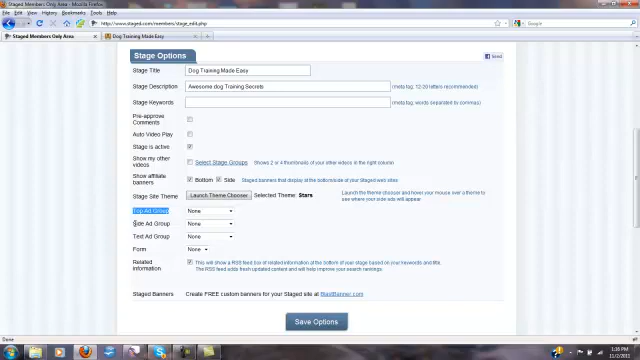 Staged Members Only Area - Mozilla Firefox
File Edit View History Bookmarks Tools Help
http://www.staged.com/members/stage_edit.php
Staged Members Only Area
Dog Training Made Easy
Stage Options
Send
Stage Title
Dog Training Made Easy
Stage Description
Awesome dog Training Secrets
(meta tag: 12-20 letters recommended)
Stage Keywords
(meta tag, words separated by commas)
Pre-approve
Comments
Auto Video Play
Stage is active
Show my other
videos
Select Stage Groups
Shows 2 or 4 thumbnails of your other videos in the right column
Show affiliate
banners
Bottom Side
Staged banners that display at the bottom/side of your Staged web sites
Stage Site Theme
Launch Theme Chooser
Selected Theme: Stars
Launch the theme chooser and hover your mouse over a theme to
see where your side ads will appear
Top Ad Group
None
Side Ad Group
None
Text Ad Group
None
Form
None
Related
Information
This will show a RSS feed box of related information at the bottom of your stage based on your keywords and title.
The RSS feed adds fresh updated content and will help improve your search rankings.
Staged Banners
Create FREE custom banners for your Staged site at BlastBanner.com
Save Options
Done
1:16 PM
11/2/2011